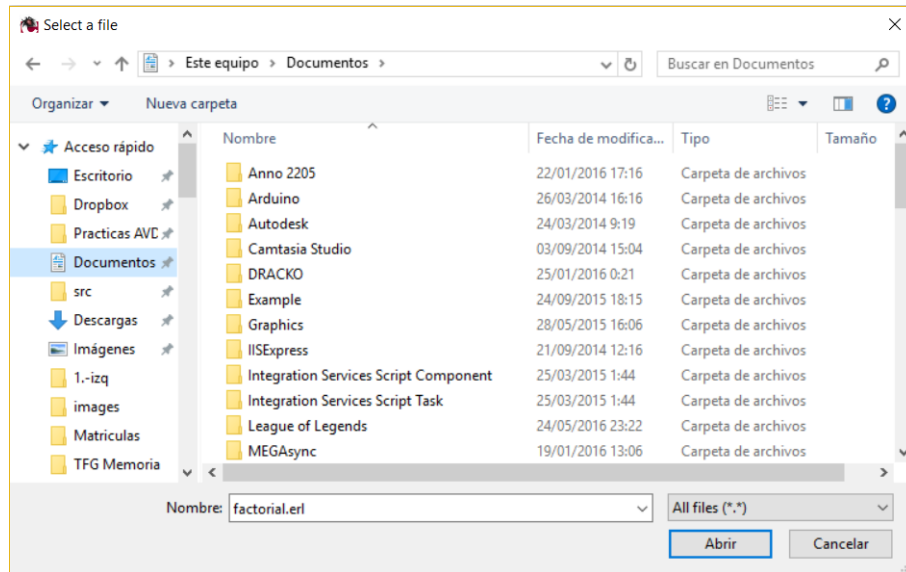 Select a file
Este equipo > Documentos >
Buscar en Documentos
Organizar
Nueva carpeta
Acceso rápido
Escritorio
Dropbox
Practicas AVD
Documentos
src
Descargas
Imágenes
1.-izq
images
Matriculas
TFG Memoria
Nombre Fecha de modifica... Tipo Tamaño
Anno 2205 22/01/2016 17:16 Carpeta de archivos
Arduino 26/03/2014 16:16 Carpeta de archivos
Autodesk 24/03/2014 9:19 Carpeta de archivos
Camtasia Studio 03/09/2014 15:04 Carpeta de archivos
DRACKO 25/01/2016 0:21 Carpeta de archivos
Example 24/09/2015 18:15 Carpeta de archivos
Graphics 28/05/2015 16:06 Carpeta de archivos
IISExpress 21/09/2014 12:16 Carpeta de archivos
Integration Services Script Component 25/03/2015 1:44 Carpeta de archivos
Integration Services Script Task 25/03/2015 1:44 Carpeta de archivos
League of Legends 24/05/2016 23:22 Carpeta de archivos
MEGAsync 19/01/2016 13:06 Carpeta de archivos
Nombre: factorial.erl All files (*.*)
Abrir Cancelar